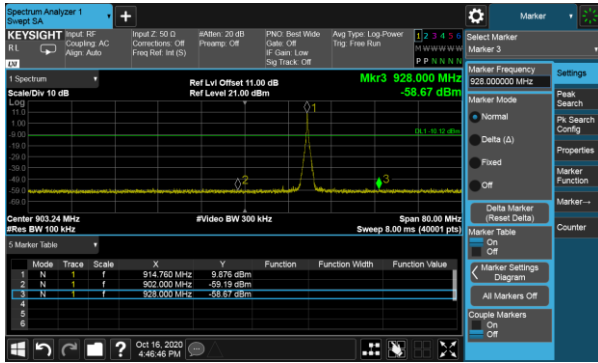 Spectrum Analyzer 1
Swept SA
+
Marker
KEYSIGHT
RL
Input: RF
Coupling: AC
Align: Auto
Input Z: 50 Ω
Corrections: Off
Freq Ref: Int (S)
#Atten: 20 dB
Preamp: Off
PNO: Best Wide
Gate: Off
IF Gain: Low
Sig Track: Off
Avg Type: Log-Power
Trig: Free Run
1 2 3 4 5 6
M W W W W W
P P N N N N
Select Marker
Marker 3
1 Spectrum
Scale/Div 10 dB
Ref Lvl Offset 11.00 dB
Ref Level 21.00 dBm
Mkr3 928.000 MHz
-58.67 dBm
Log
11.0
1.00
-9.00
-19.0
-29.0
-39.0
-49.0
-59.0
-69.0
1
2
3
DL1 -10.12 dBm
Center 903.24 MHz
#Res BW 100 kHz
#Video BW 300 kHz
Span 80.00 MHz
Sweep 8.00 ms (40001 pts)
5 Marker Table
Mode Trace Scale X Y Function Function Width Function Value
1 N 1 f 914.760 MHz 9.876 dBm
2 N 1 f 902.000 MHz -59.19 dBm
3 N 1 f 928.000 MHz -58.67 dBm
4
5
6
Marker Frequency
928.000000 MHz
Marker Mode
Normal
Delta (Δ)
Fixed
Off
Delta Marker
(Reset Delta)
Marker Table
On
Off
Marker Settings
Diagram
All Markers Off
Couple Markers
On
Off
Settings
Peak
Search
Pk Search
Config
Properties
Marker
Function
Marker→
Counter
?
Oct 16, 2020
4:46:46 PM